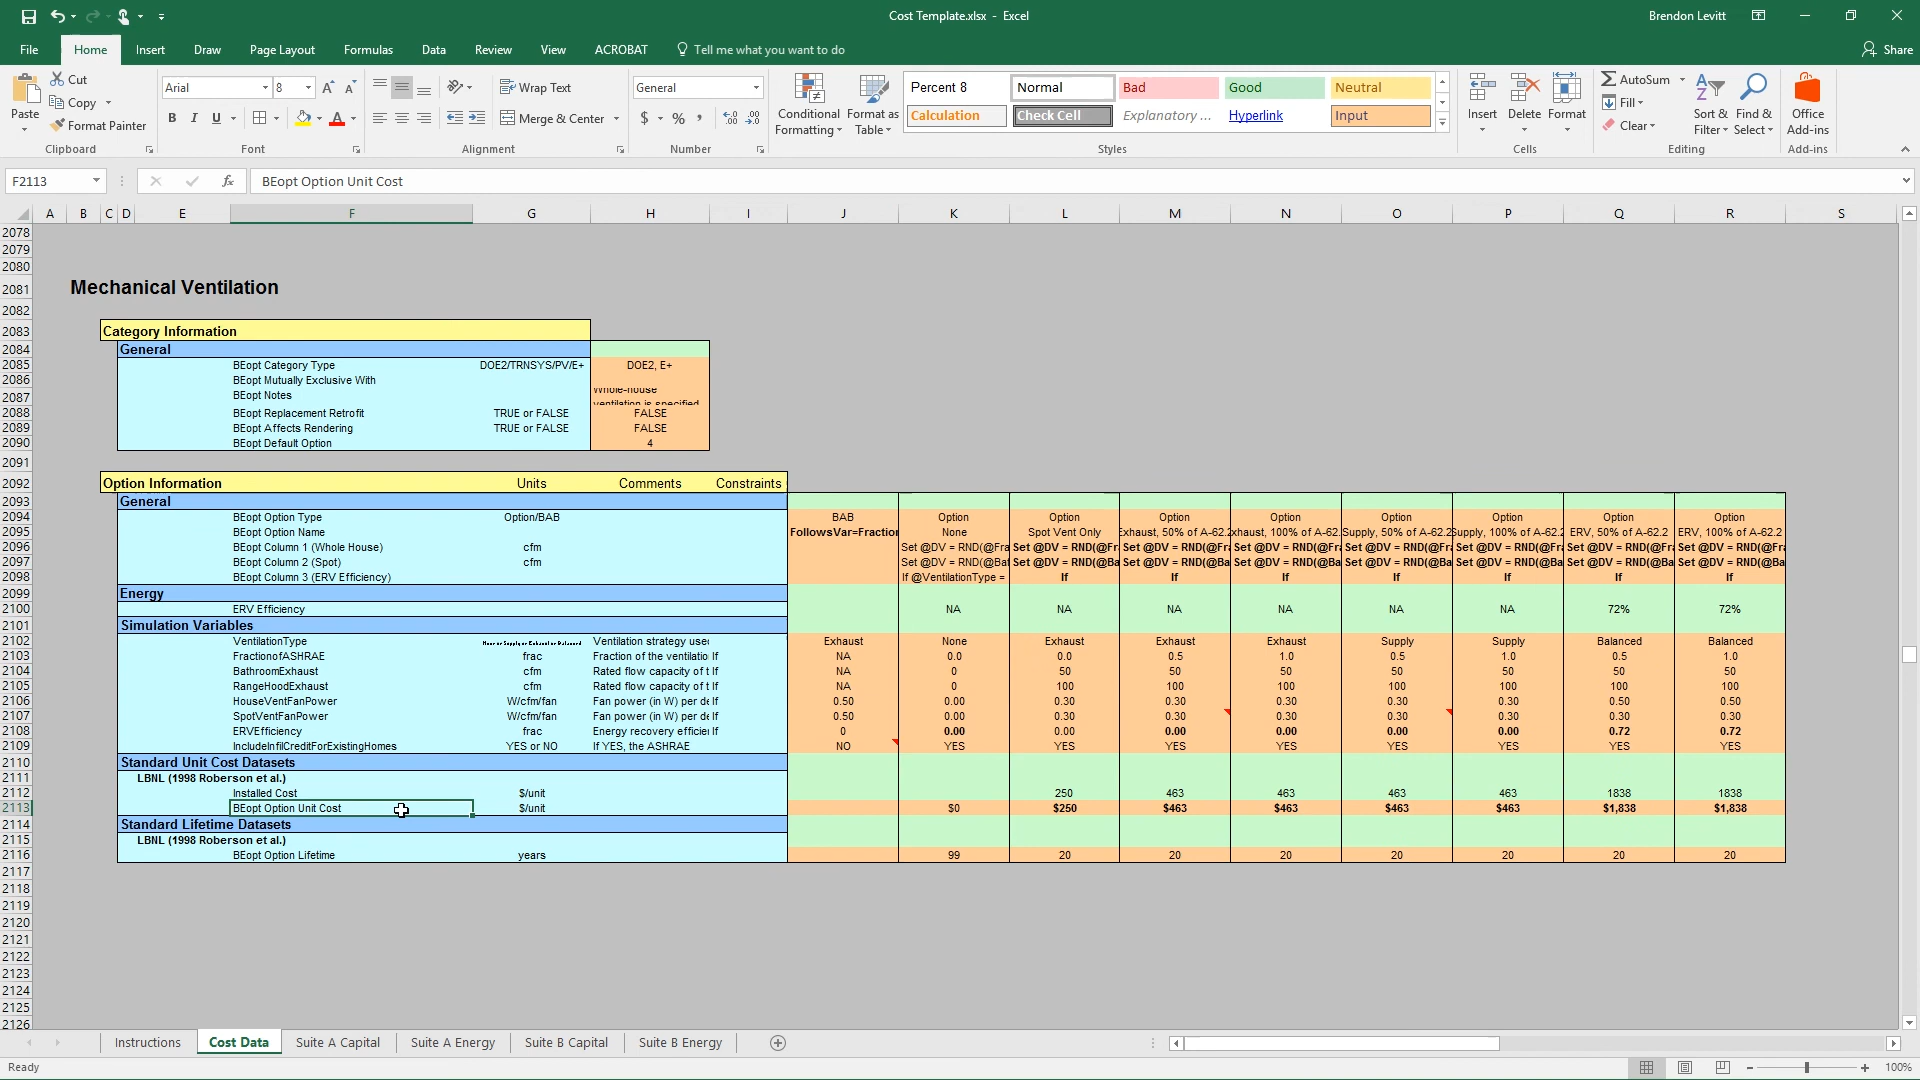 Cost Template.xlsx - Excel
Brendon Levitt
File Home Insert Draw Page Layout Formulas Data Review View ACROBAT Tell me what you want to do Share
Paste Cut Copy Format Painter
Arial 8 Wrap Text Merge & Center General $ % ,
B I U
Conditional Formatting Format as Table
Percent 8 Normal Bad Good Neutral
Calculation Check Cell Explanatory ... Hyperlink Input
Insert Delete Format AutoSum Fill Clear Sort & Filter Find & Select Office Add-ins
Clipboard Font Alignment Number Styles Cells Editing Add-ins
F2113 fx BEopt Option Unit Cost
A B C D E F G H I J K L M N O P Q R S
2078
2079
2080
2081 Mechanical Ventilation
2082
2083 Category Information
2084 General
2085 BEopt Category Type DOE2/TRNSYS/PV/E+ DOE2, E+
2086 BEopt Mutually Exclusive With
2087 BEopt Notes Whole-house ventilation is specified
2088 BEopt Replacement Retrofit TRUE or FALSE FALSE
2089 BEopt Affects Rendering TRUE or FALSE FALSE
2090 BEopt Default Option 4
2091
2092 Option Information Units Comments Constraints
2093 General
2094 BEopt Option Type Option/BAB BAB Option Option Option Option Option Option Option Option
2095 BEopt Option Name FollowsVar=Fraction None Spot Vent Only Exhaust, 50% of A-62.2 xhaust, 100% of A-62. Supply, 50% of A-62.2 Supply, 100% of A-62.2 ERV, 50% of A-62.2 ERV, 100% of A-62.2
2096 BEopt Column 1 (Whole House) cfm Set @DV = RND(@Fra Set @DV = RND(@Fr Set @DV = RND(@Fra Set @DV = RND(@Fra Set @DV = RND(@Fra Set @DV = RND(@Fra Set @DV = RND(@Fra Set @DV = RND(@Fra
2097 BEopt Column 2 (Spot) cfm Set @DV = RND(@Bat Set @DV = RND(@Ba Set @DV = RND(@Ba Set @DV = RND(@Ba Set @DV = RND(@Ba Set @DV = RND(@Ba Set @DV = RND(@Ba Set @DV = RND(@Ba
2098 BEopt Column 3 (ERV Efficiency) If @VentilationType = If If If If If If If
2099 Energy
2100 ERV Efficiency NA NA NA NA NA NA 72% 72%
2101 Simulation Variables
2102 VentilationType Ventilation strategy used Exhaust None Exhaust Exhaust Exhaust Supply Supply Balanced Balanced
2103 FractionofASHRAE frac Fraction of the ventilatio If NA 0.0 0.0 0.5 1.0 0.5 1.0 0.5 1.0
2104 BathroomExhaust cfm Rated flow capacity of t If NA 0 50 50 50 50 50 50 50
2105 RangeHoodExhaust cfm Rated flow capacity of t If NA 0 100 100 100 100 100 100 100
2106 HouseVentFanPower W/cfm/fan Fan power (in W) per de If 0.50 0.00 0.30 0.30 0.30 0.30 0.30 0.50 0.50
2107 SpotVentFanPower W/cfm/fan Fan power (in W) per de If 0.50 0.00 0.30 0.30 0.30 0.30 0.30 0.30 0.30
2108 ERVEfficiency frac Energy recovery efficien If 0 0.00 0.00 0.00 0.00 0.00 0.00 0.72 0.72
2109 IncludeInfilCreditForExistingHomes YES or NO If YES, the ASHRAE NO YES YES YES YES YES YES YES YES
2110 Standard Unit Cost Datasets
2111 LBNL (1998 Roberson et al.)
2112 Installed Cost $/unit 250 463 463 463 463 1838 1838
2113 BEopt Option Unit Cost $/unit $0 $250 $463 $463 $463 $463 $1,838 $1,838
2114 Standard Lifetime Datasets
2115 LBNL (1998 Roberson et al.)
2116 BEopt Option Lifetime years 99 20 20 20 20 20 20 20
2117
2118
2119
2120
2121
2122
2123
2124
2125
2126
Instructions Cost Data Suite A Capital Suite A Energy Suite B Capital Suite B Energy
Ready 100%